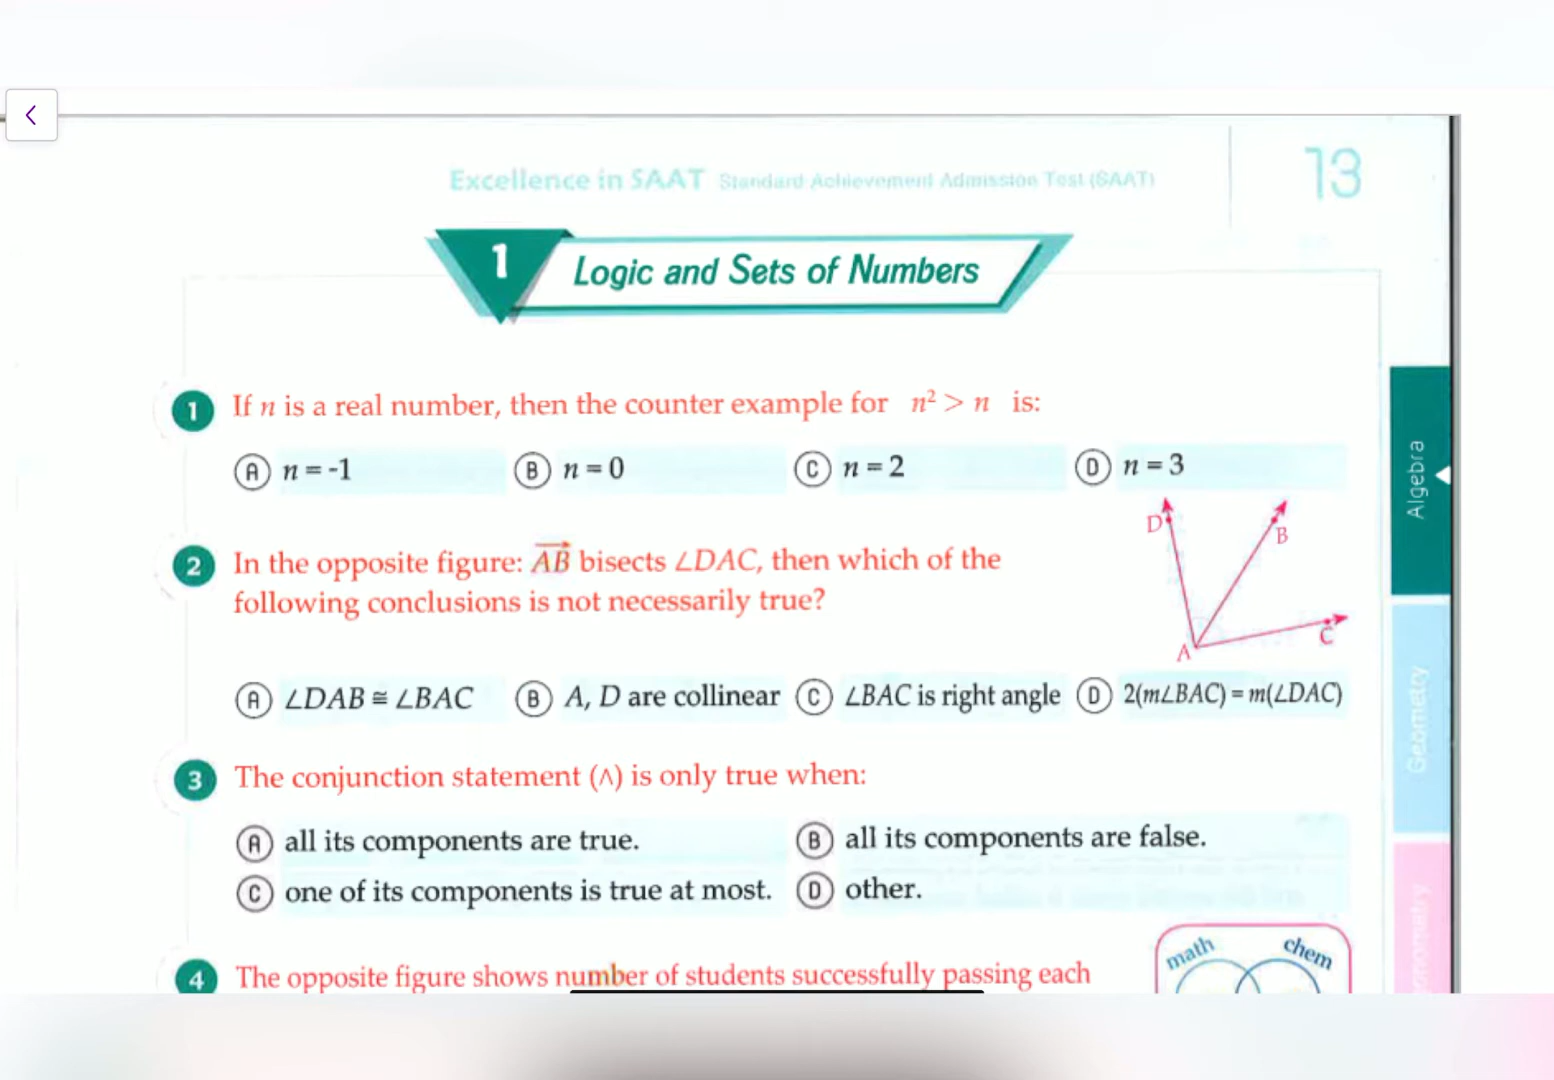 Excellence in SAAT Standard Achievement Admission Test (SAAT)
13
1 Logic and Sets of Numbers
1 If n is a real number, then the counter example for n² > n is:
A n = -1 B n = 0 C n = 2 D n = 3
2 In the opposite figure: A͞B⃗ bisects ∠DAC, then which of the
following conclusions is not necessarily true?
D
B
A
C
A ∠DAB ≅ ∠BAC B A, D are collinear C ∠BAC is right angle D 2(m∠BAC) = m(∠DAC)
3 The conjunction statement (∧) is only true when:
A all its components are true. B all its components are false.
C one of its components is true at most. D other.
4 The opposite figure shows number of students successfully passing each
math chem
Algebra
Geometry